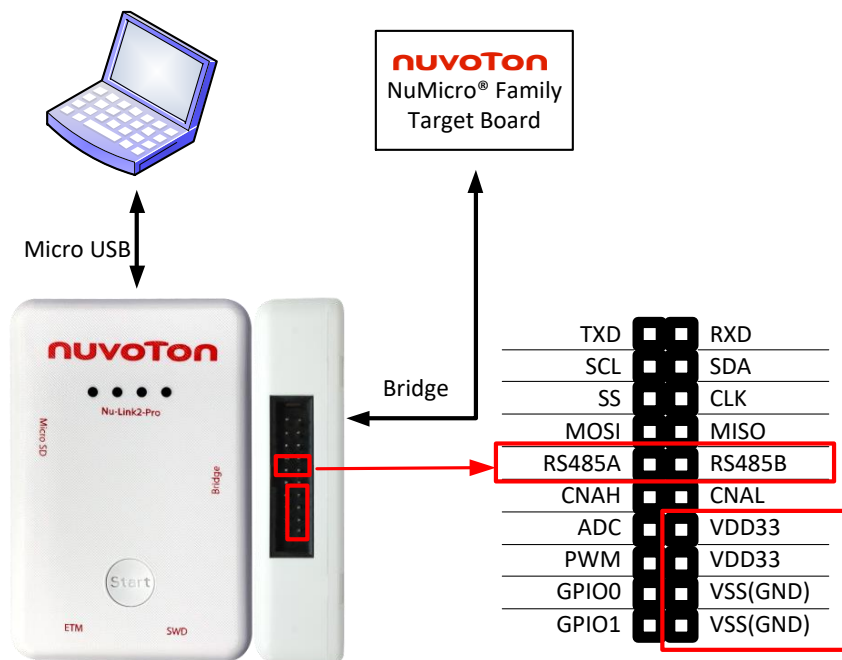 nuvoTon
NuMicro® Family
Target Board
Micro USB
nuvoTon
Nu-Link2-Pro
Micro SD
Bridge
Start
ETM
SWD
Bridge
TXD RXD
SCL SDA
SS CLK
MOSI MISO
RS485A RS485B
CNAH CNAL
ADC VDD33
PWM VDD33
GPIO0 VSS(GND)
GPIO1 VSS(GND)